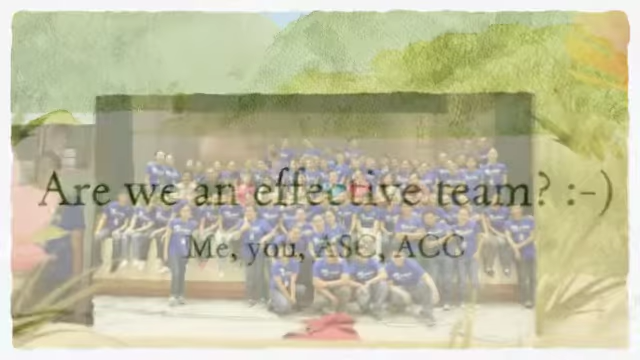 Are we an effective team? :-)
Me, you, ASC, ACC